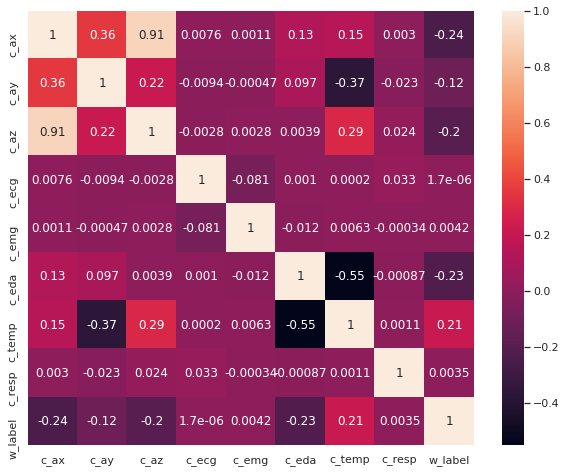 c_ax 1 0.36 0.91 0.0076 0.0011 0.13 0.15 0.003 -0.24
c_ay 0.36 1 0.22 -0.0094 -0.00047 0.097 -0.37 -0.023 -0.12
c_az 0.91 0.22 1 -0.0028 0.0028 0.0039 0.29 0.024 -0.2
c_ecg 0.0076 -0.0094 -0.0028 1 -0.081 0.001 0.0002 0.033 1.7e-06
c_emg 0.0011 -0.00047 0.0028 -0.081 1 -0.012 0.0063 -0.00034 0.0042
c_eda 0.13 0.097 0.0039 0.001 -0.012 1 -0.55 -0.00087 -0.23
c_temp 0.15 -0.37 0.29 0.0002 0.0063 -0.55 1 0.0011 0.21
c_resp 0.003 -0.023 0.024 0.033 -0.00034 -0.00087 0.0011 1 0.0035
w_label -0.24 -0.12 -0.2 1.7e-06 0.0042 -0.23 0.21 0.0035 1
c_ax c_ay c_az c_ecg c_emg c_eda c_temp c_resp w_label
1.0
0.8
0.6
0.4
0.2
0.0
−0.2
−0.4